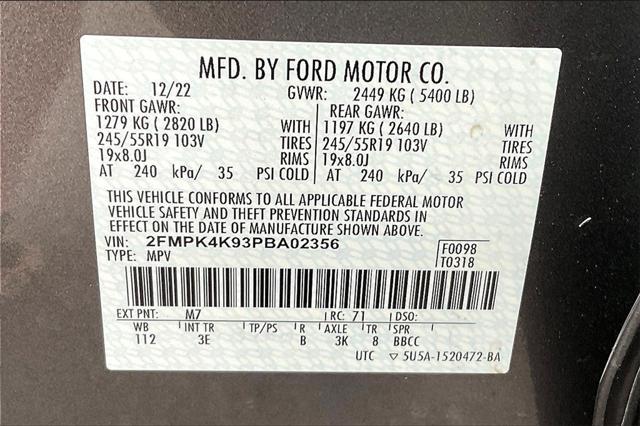 MFD. BY FORD MOTOR CO.
DATE: 12/22 GVWR: 2449 KG ( 5400 LB)
FRONT GAWR: REAR GAWR:
1279 KG ( 2820 LB) WITH 1197 KG ( 2640 LB) WITH
245/55R19 103V TIRES 245/55R19 103V TIRES
19x8.0J RIMS 19x8.0J RIMS
AT 240 kPa/ 35 PSI COLD AT 240 kPa/ 35 PSI COLD
THIS VEHICLE CONFORMS TO ALL APPLICABLE FEDERAL MOTOR
VEHICLE SAFETY AND THEFT PREVENTION STANDARDS IN
EFFECT ON THE DATE OF MANUFACTURE SHOWN ABOVE.
VIN: 2FMPK4K93PBA02356 F0098
TYPE: MPV T0318
EXT PNT: M7 RC: 71 DSO:
WB INT TR TP/PS R AXLE TR SPR
112 3E B 3K 8 BBCC
UTC ▽ 5U5A-1520472-BA